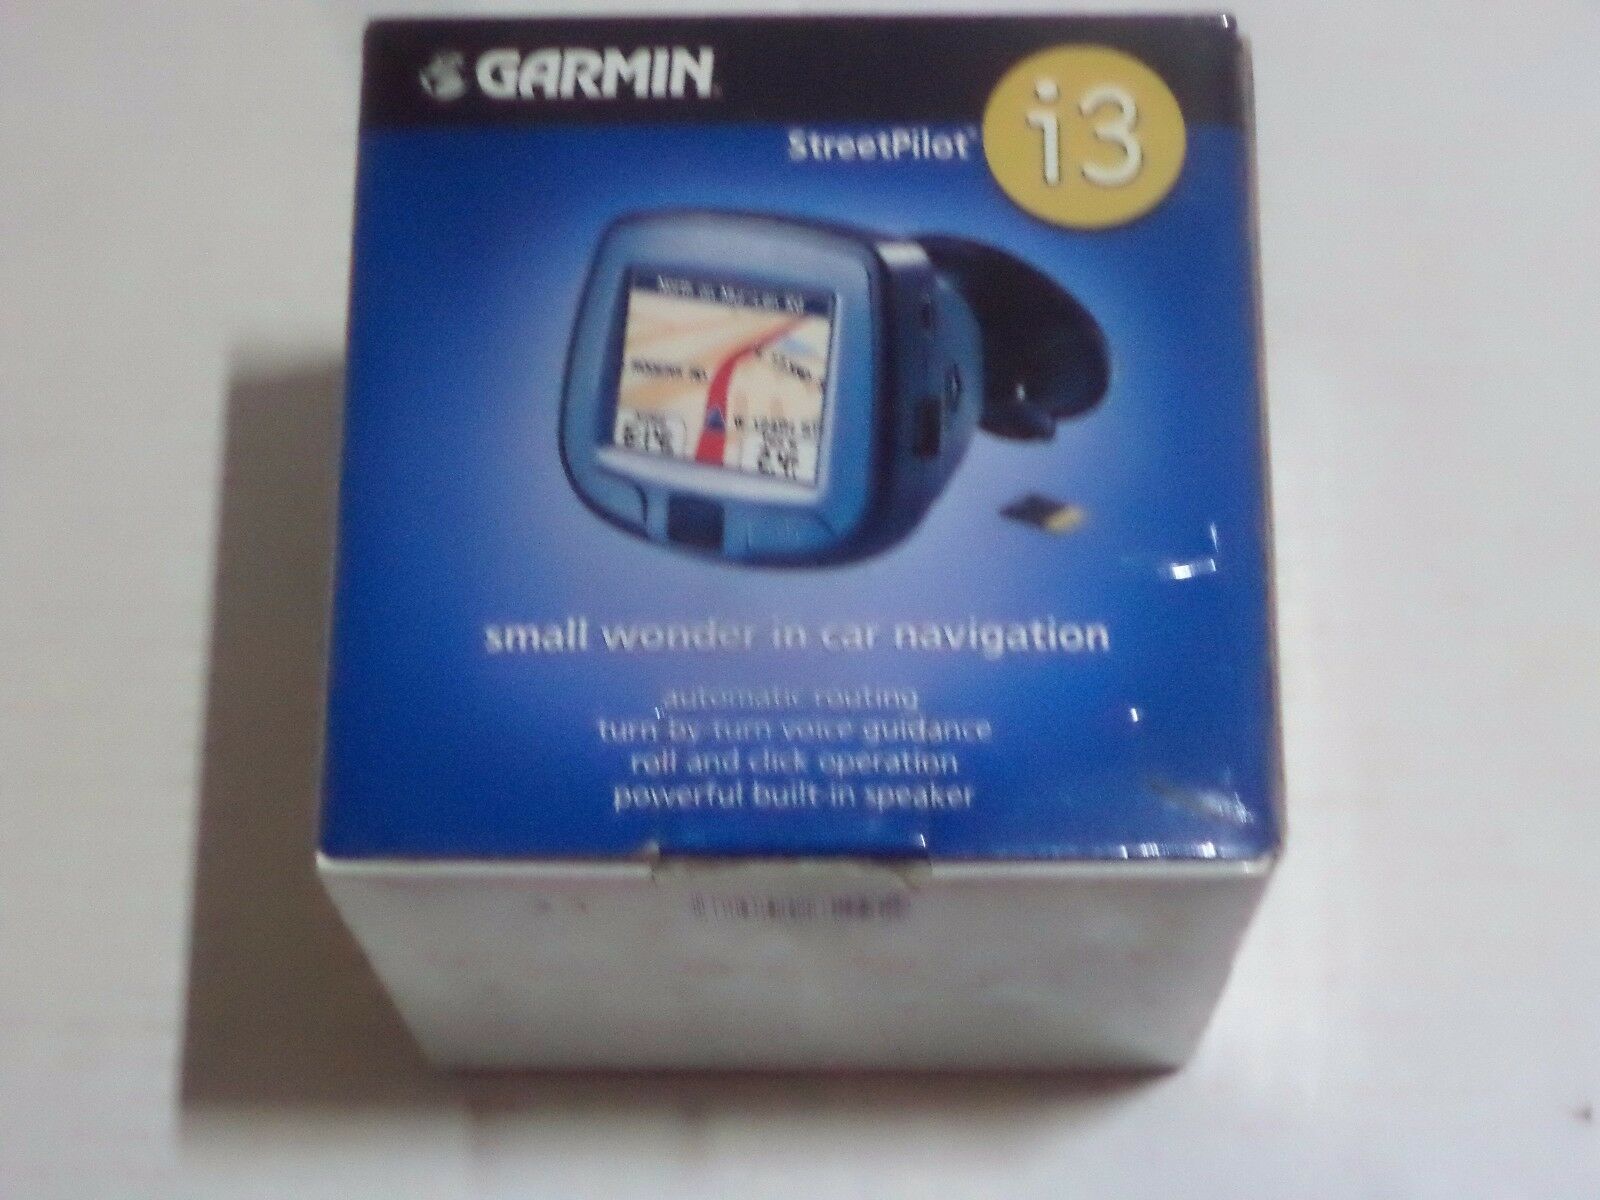 GARMIN
StreetPilot
i3
small wonder in car navigation
automatic routing
turn-by-turn voice guidance
roll and click operation
powerful built-in speaker